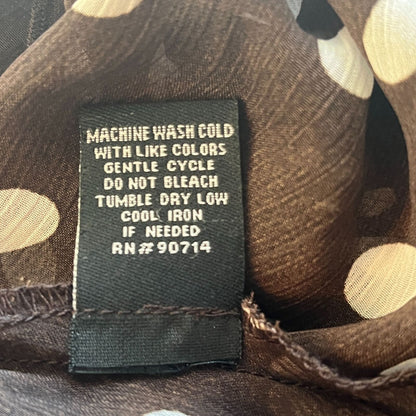 MACHINE WASH COLD
WITH LIKE COLORS
GENTLE CYCLE
DO NOT BLEACH
TUMBLE DRY LOW
COOL IRON
IF NEEDED
RN# 90714